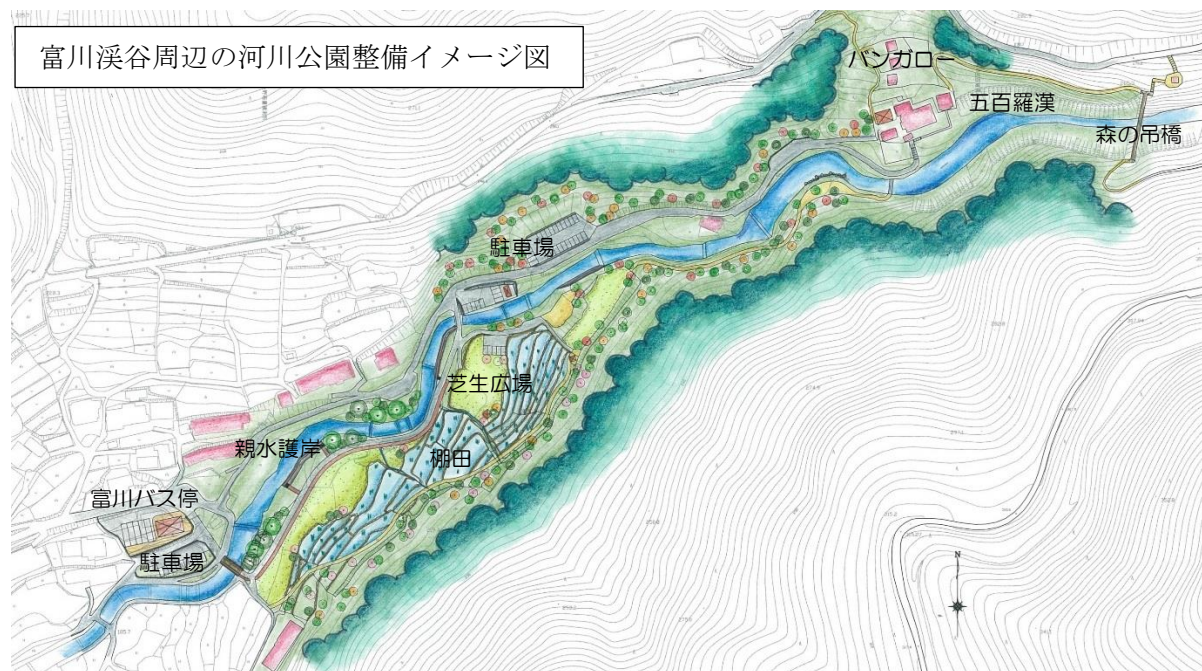 富川渓谷周辺の河川公園整備イメージ図
バンガロー
五百羅漢
森の吊橋
駐車場
芝生広場
親水護岸
棚田
富川バス停
駐車場
N